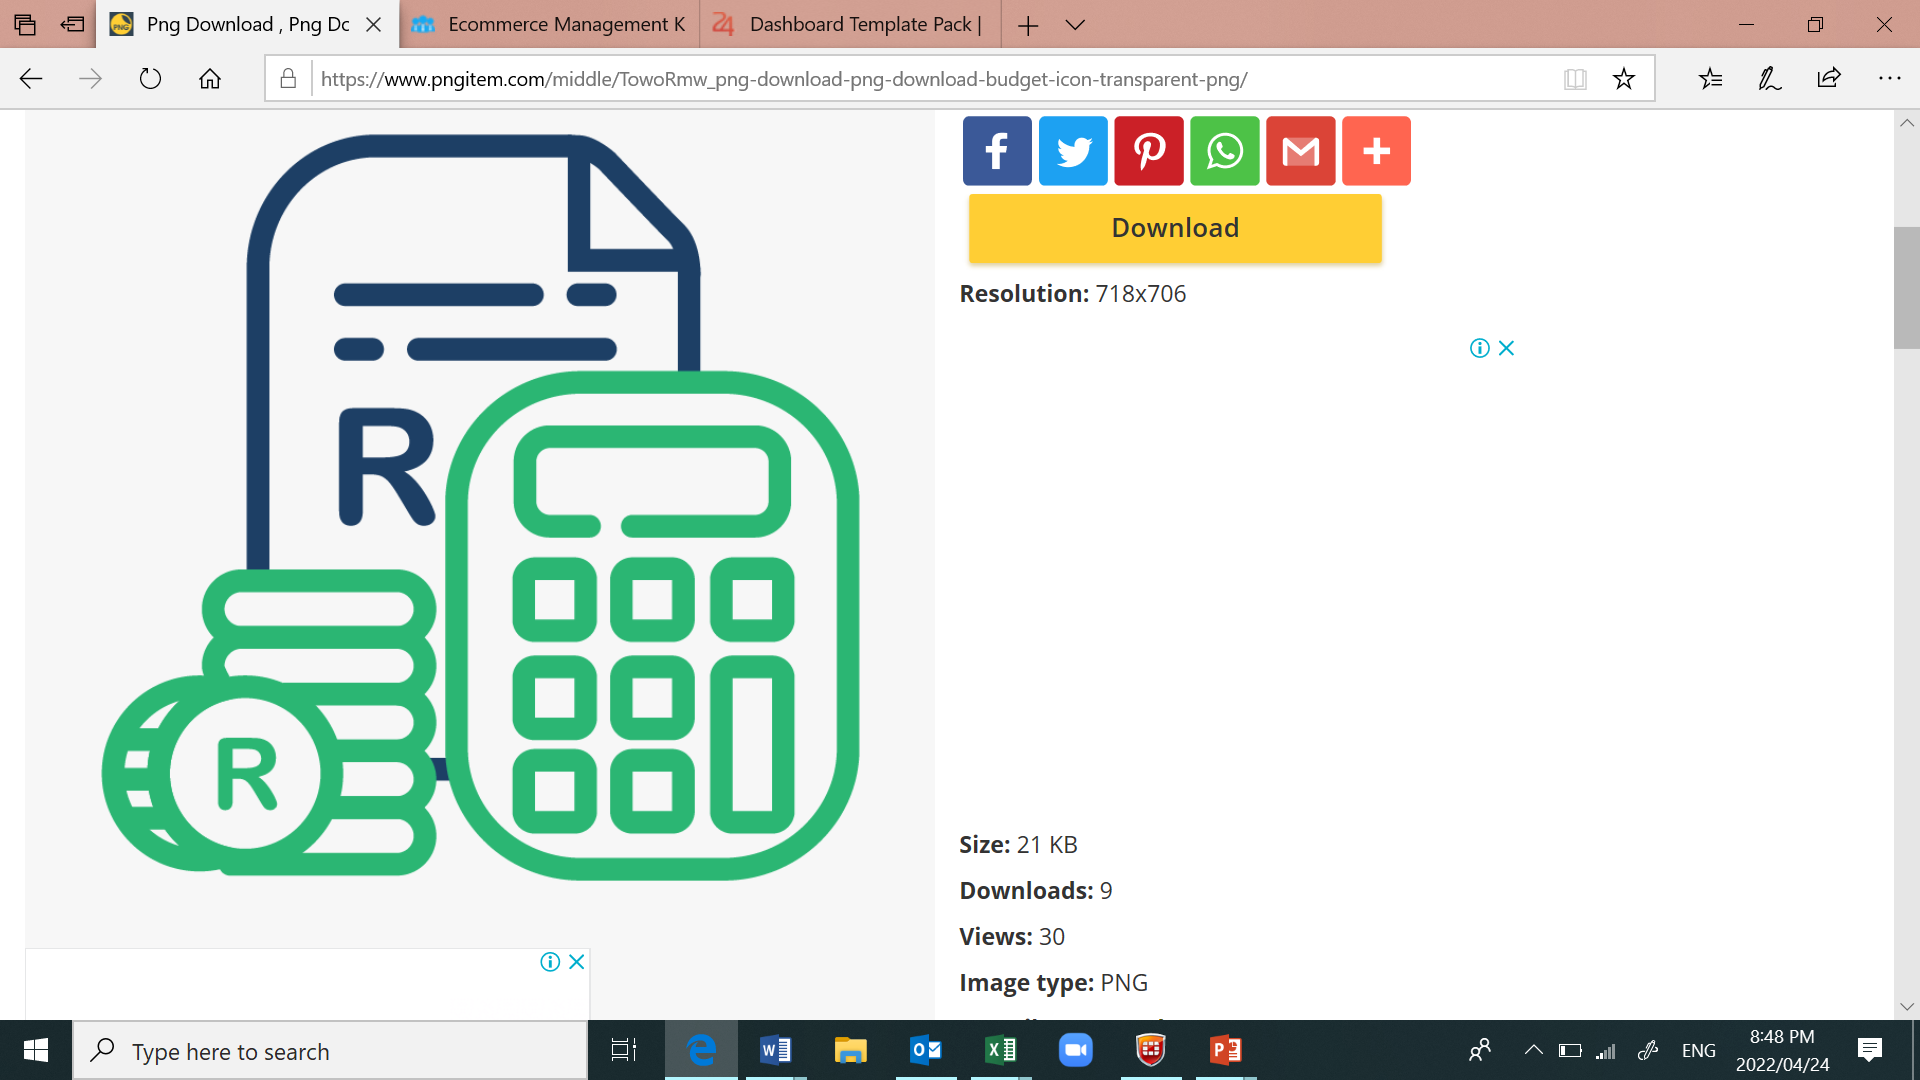 Png Download , Png Dc
Ecommerce Management K
Dashboard Template Pack |
https://www.pngitem.com/middle/TowoRmw_png-download-png-download-budget-icon-transparent-png/
Download
Resolution: 718x706
R
R
Size: 21 KB
Downloads: 9
Views: 30
Image type: PNG
Type here to search
ENG
8:48 PM
2022/04/24